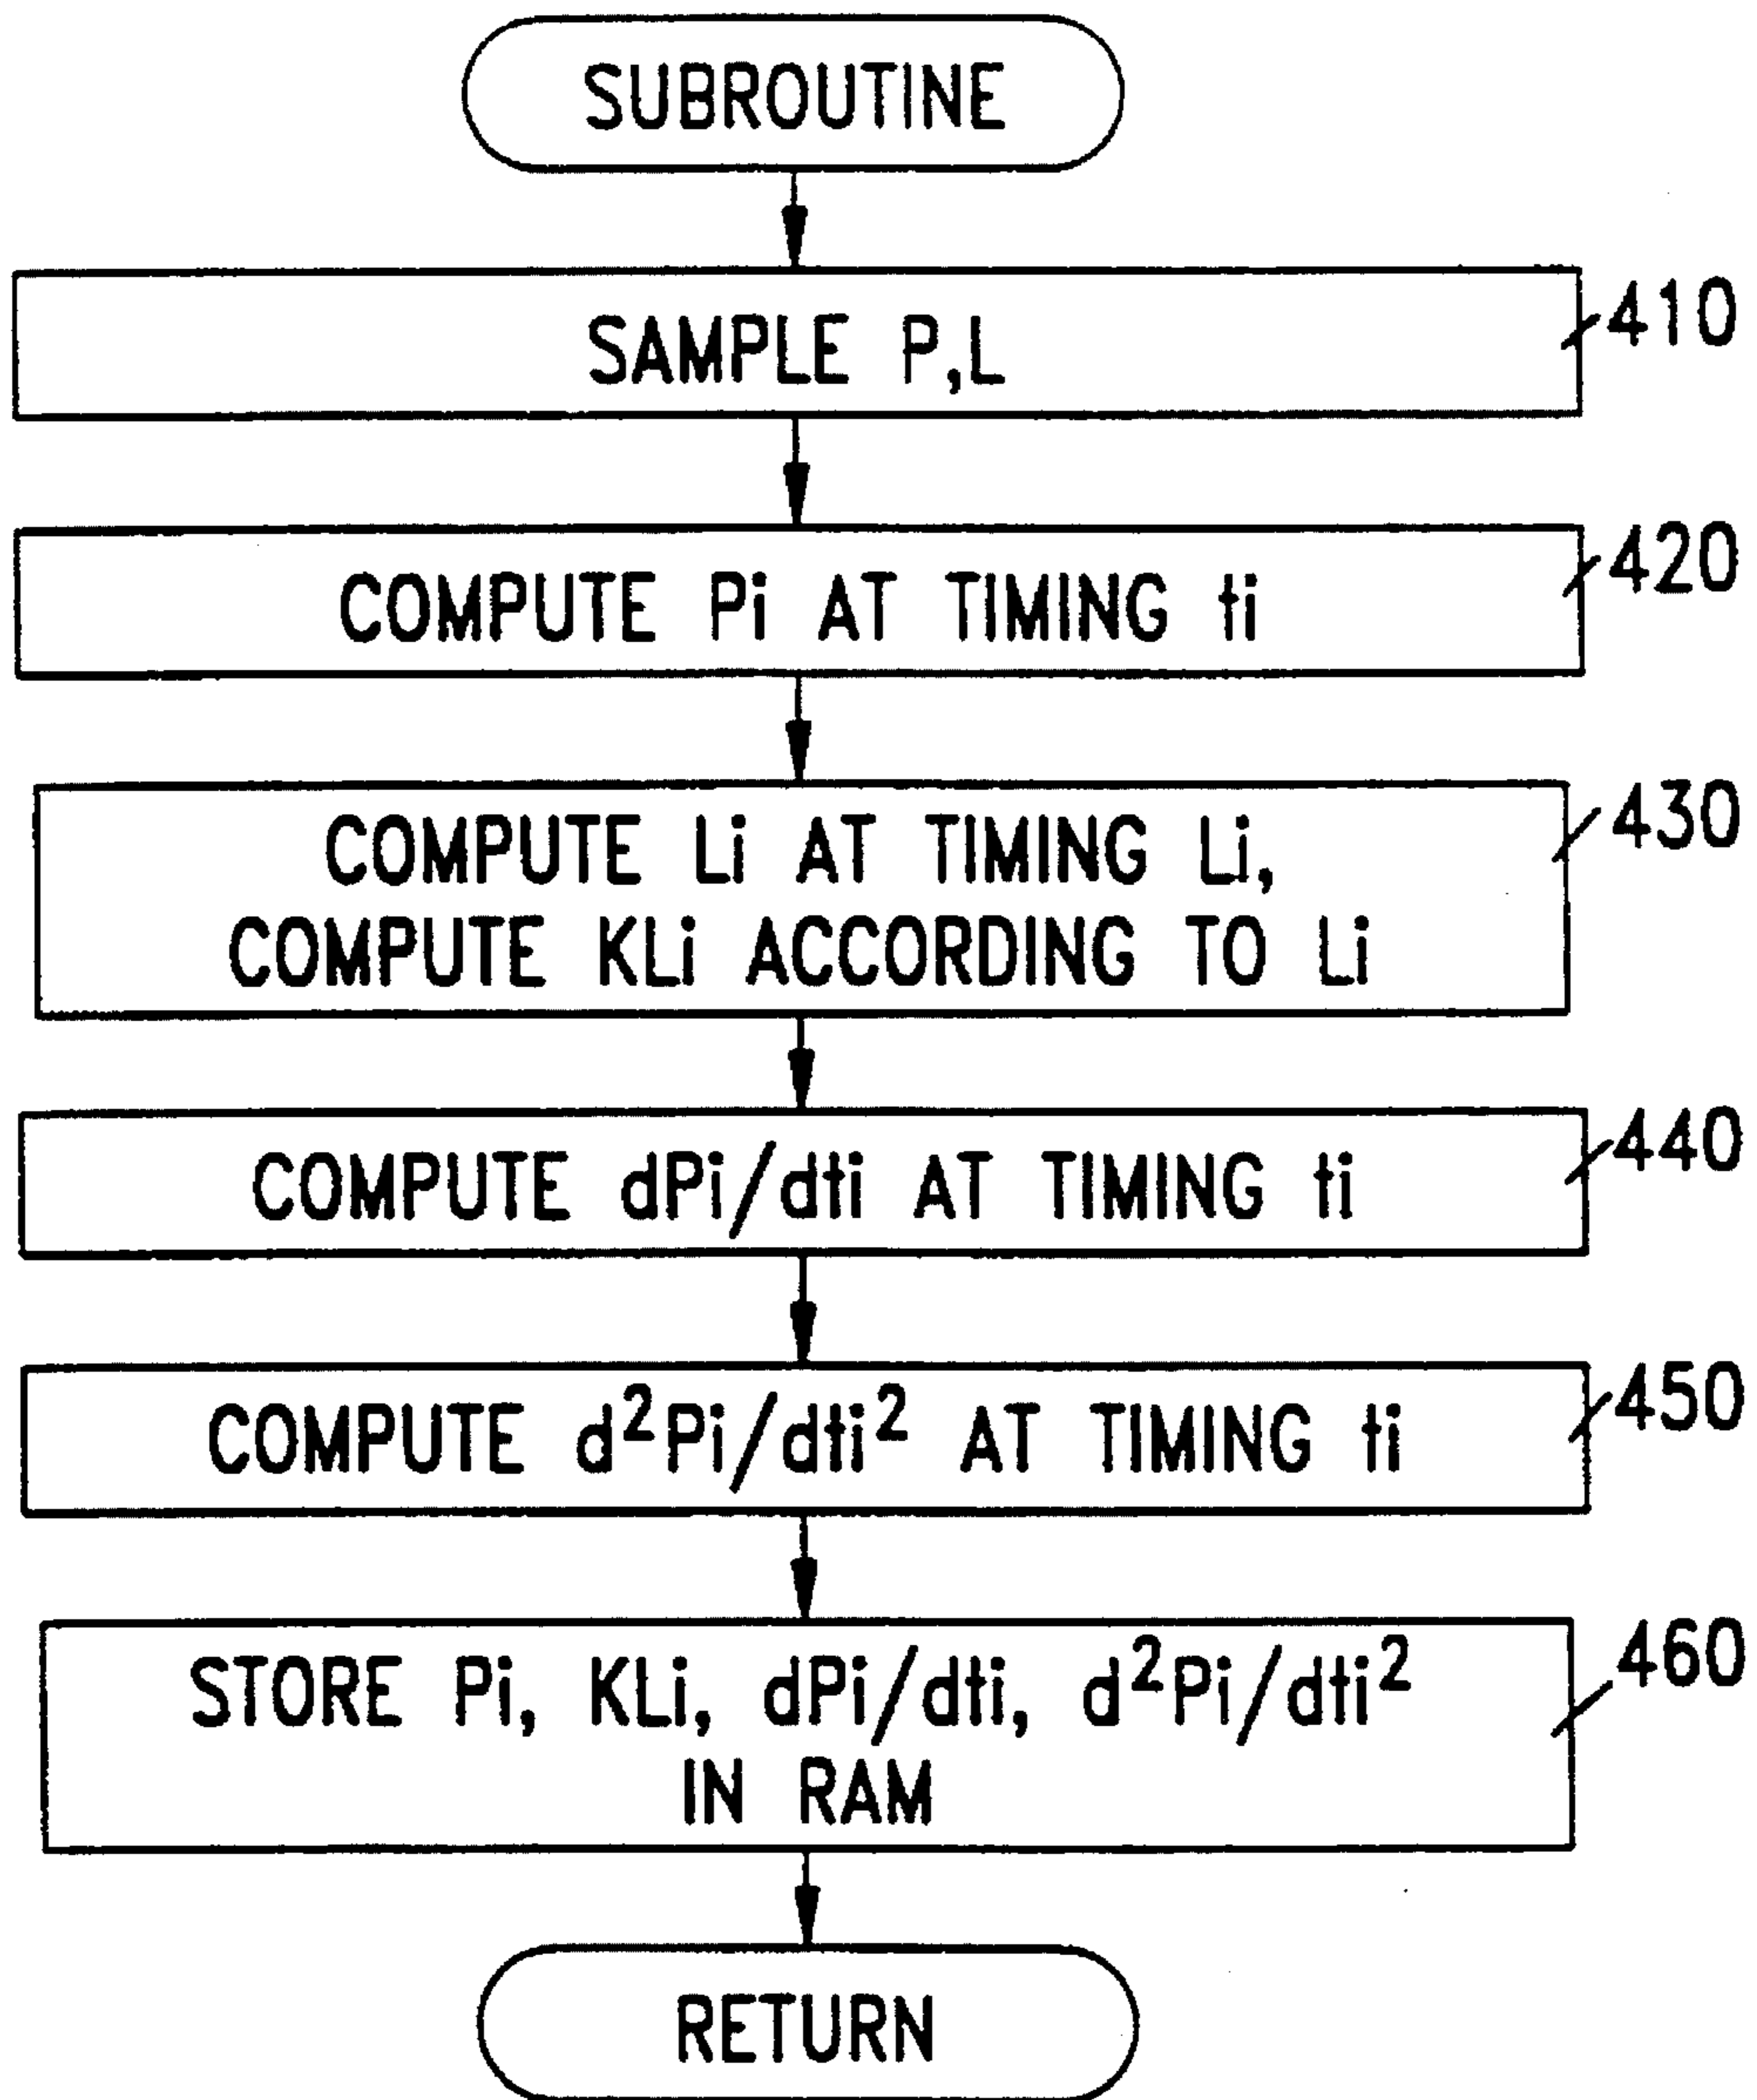 SUBROUTINE
SAMPLE P,L
410
COMPUTE Pi AT TIMING ti
420
COMPUTE Li AT TIMING Li,
COMPUTE KLi ACCORDING TO Li
430
COMPUTE dPi/dti AT TIMING ti
440
COMPUTE d²Pi/dti² AT TIMING ti
450
STORE Pi, KLi, dPi/dti, d²Pi/dti²
IN RAM
460
RETURN